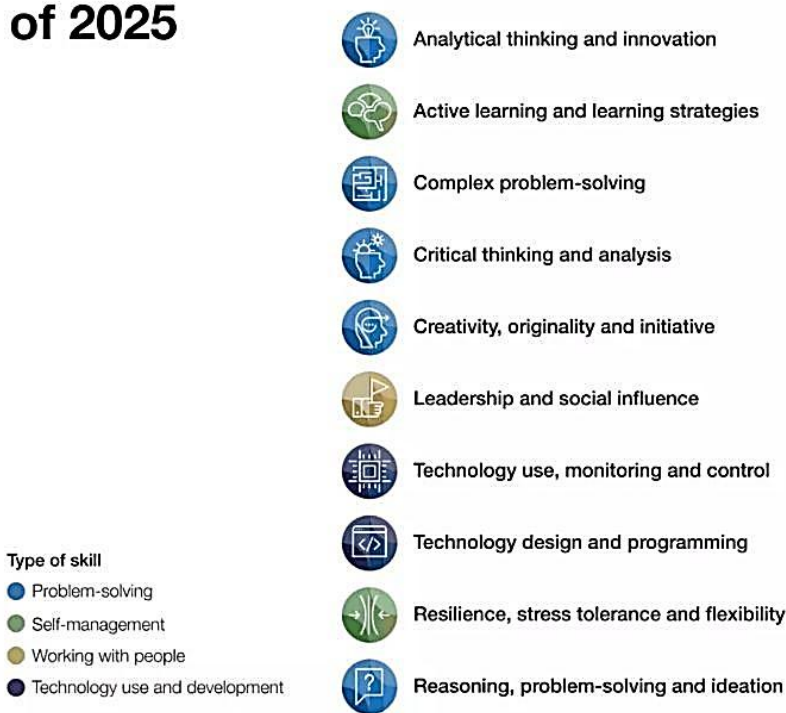 of 2025
Analytical thinking and innovation
Active learning and learning strategies
Complex problem-solving
Critical thinking and analysis
Creativity, originality and initiative
Leadership and social influence
Technology use, monitoring and control
Technology design and programming
Resilience, stress tolerance and flexibility
Reasoning, problem-solving and ideation
Type of skill
Problem-solving
Self-management
Working with people
Technology use and development